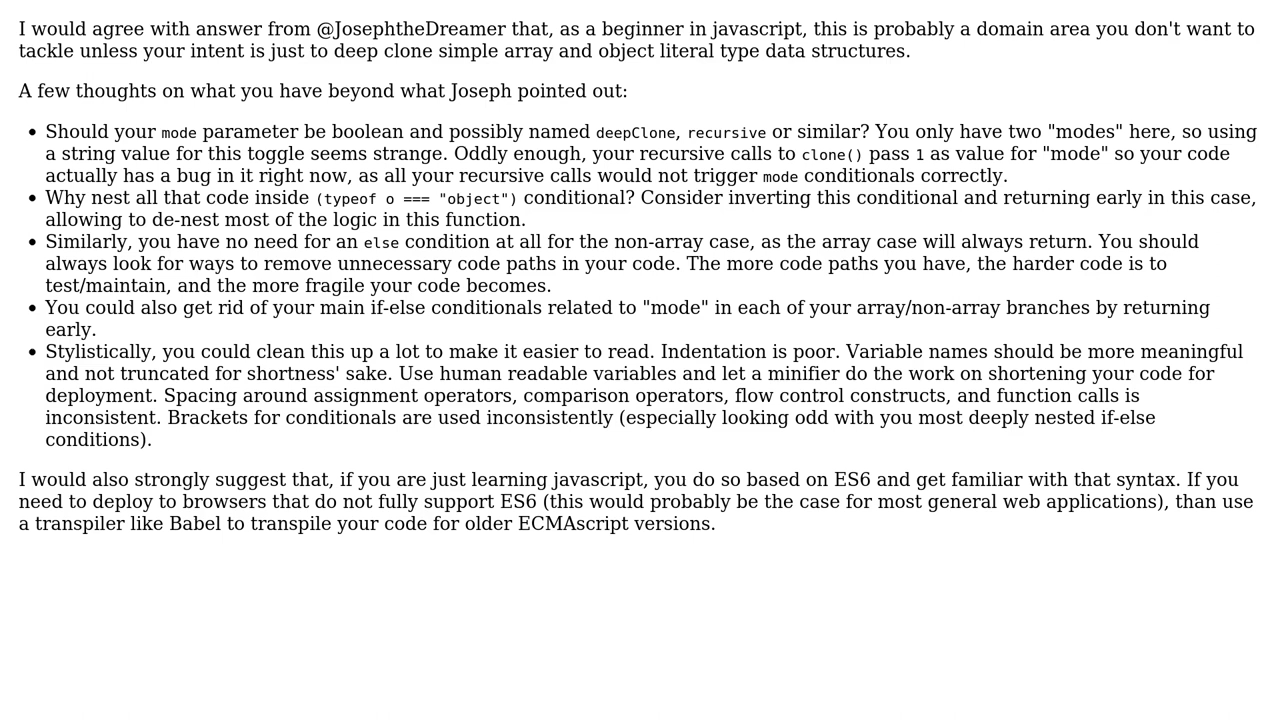 I would agree with answer from @JosephtheDreamer that, as a beginner in javascript, this is probably a domain area you don't want to
tackle unless your intent is just to deep clone simple array and object literal type data structures.
A few thoughts on what you have beyond what Joseph pointed out:
• Should your mode parameter be boolean and possibly named deepClone, recursive or similar? You only have two "modes" here, so using
a string value for this toggle seems strange. Oddly enough, your recursive calls to clone() pass 1 as value for "mode" so your code
actually has a bug in it right now, as all your recursive calls would not trigger mode conditionals correctly.
• Why nest all that code inside (typeof o === "object") conditional? Consider inverting this conditional and returning early in this case,
allowing to de-nest most of the logic in this function.
• Similarly, you have no need for an else condition at all for the non-array case, as the array case will always return. You should
always look for ways to remove unnecessary code paths in your code. The more code paths you have, the harder code is to
test/maintain, and the more fragile your code becomes.
• You could also get rid of your main if-else conditionals related to "mode" in each of your array/non-array branches by returning
early.
• Stylistically, you could clean this up a lot to make it easier to read. Indentation is poor. Variable names should be more meaningful
and not truncated for shortness' sake. Use human readable variables and let a minifier do the work on shortening your code for
deployment. Spacing around assignment operators, comparison operators, flow control constructs, and function calls is
inconsistent. Brackets for conditionals are used inconsistently (especially looking odd with you most deeply nested if-else
conditions).
I would also strongly suggest that, if you are just learning javascript, you do so based on ES6 and get familiar with that syntax. If you
need to deploy to browsers that do not fully support ES6 (this would probably be the case for most general web applications), than use
a transpiler like Babel to transpile your code for older ECMAscript versions.